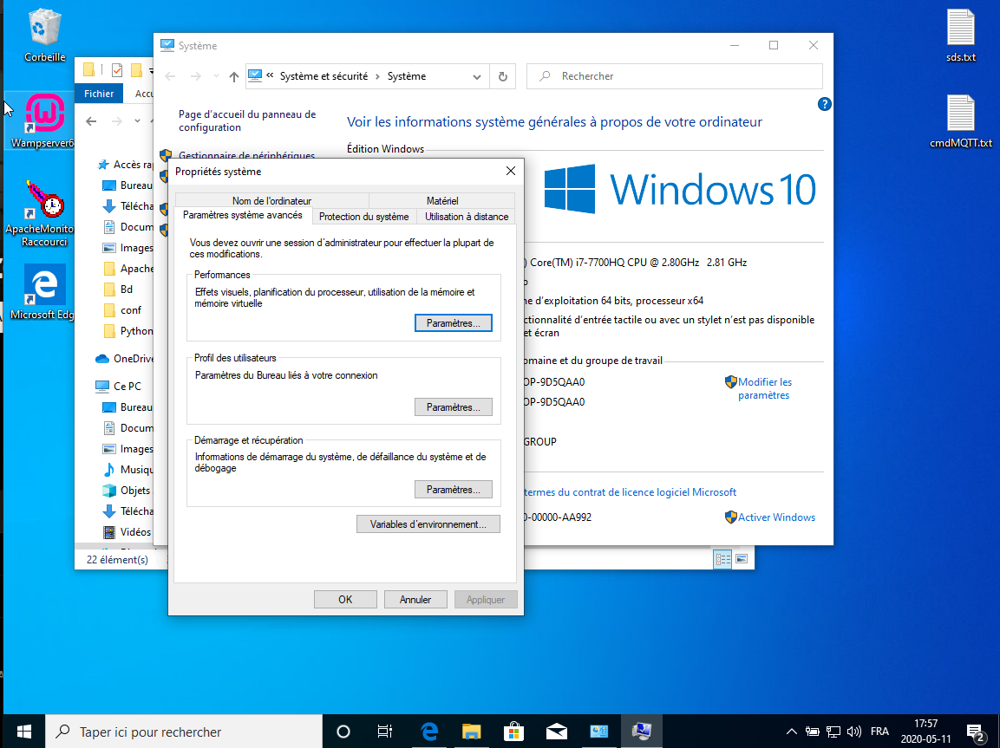 Corbeille
Wampserver6
ApacheMonito
Raccourci
Microsoft Edg
sds.txt
cmdMQTT.txt
Fichier
Accu
Accès ra
Bureau
Télécha
Docum
Images
Apache
Bd
conf
Python
OneDrive
Ce PC
Bureau
Docum
Images
Musiqu
Objets
Télécha
Vidéos
22 élément(s)
Système
« Système et sécurité › Système
Rechercher
Page d'accueil du panneau de
configuration
Gestionnaire de périphériques
Voir les informations système générales à propos de votre ordinateur
Édition Windows
Windows 10
) Core(TM) i7-7700HQ CPU @ 2.80GHz 2.81 GHz
o
ne d'exploitation 64 bits, processeur x64
ctionnalité d'entrée tactile ou avec un stylet n'est pas disponible
et écran
omaine et du groupe de travail
OP-9D5QAA0
Modifier les
paramètres
OP-9D5QAA0
GROUP
termes du contrat de licence logiciel Microsoft
0-00000-AA992
Activer Windows
Propriétés système
Nom de l'ordinateur
Matériel
Paramètres système avancés
Protection du système
Utilisation à distance
Vous devez ouvrir une session d'administrateur pour effectuer la plupart de
ces modifications.
Performances
Effets visuels, planification du processeur, utilisation de la mémoire et
mémoire virtuelle
Paramètres...
Profil des utilisateurs
Paramètres du Bureau liés à votre connexion
Paramètres...
Démarrage et récupération
Informations de démarrage du système, de défaillance du système et de
débogage
Paramètres...
Variables d'environnement...
OK
Annuler
Appliquer
Taper ici pour rechercher
FRA
17:57
2020-05-11
2